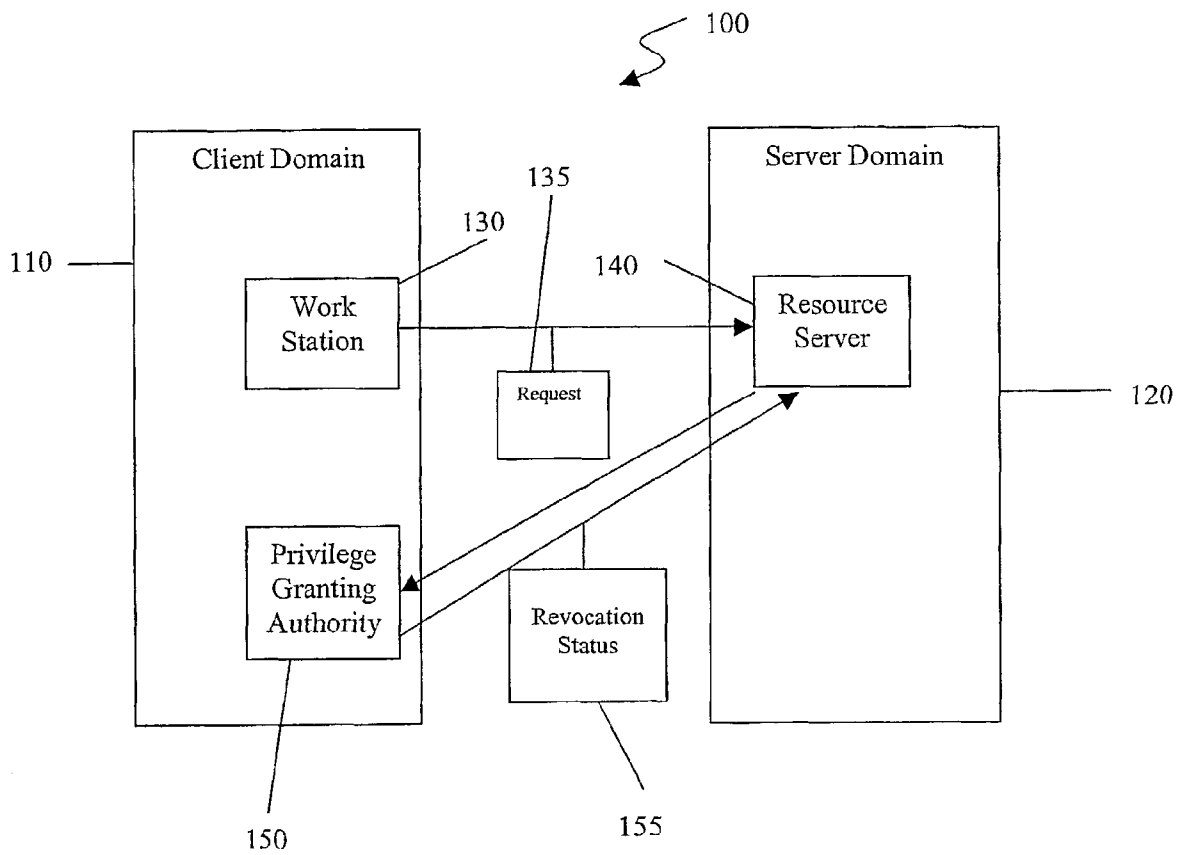 100
Client Domain
Server Domain
135
130
110
140
Work
Station
Resource
Server
Request
120
Privilege
Granting
Authority
Revocation
Status
150
155